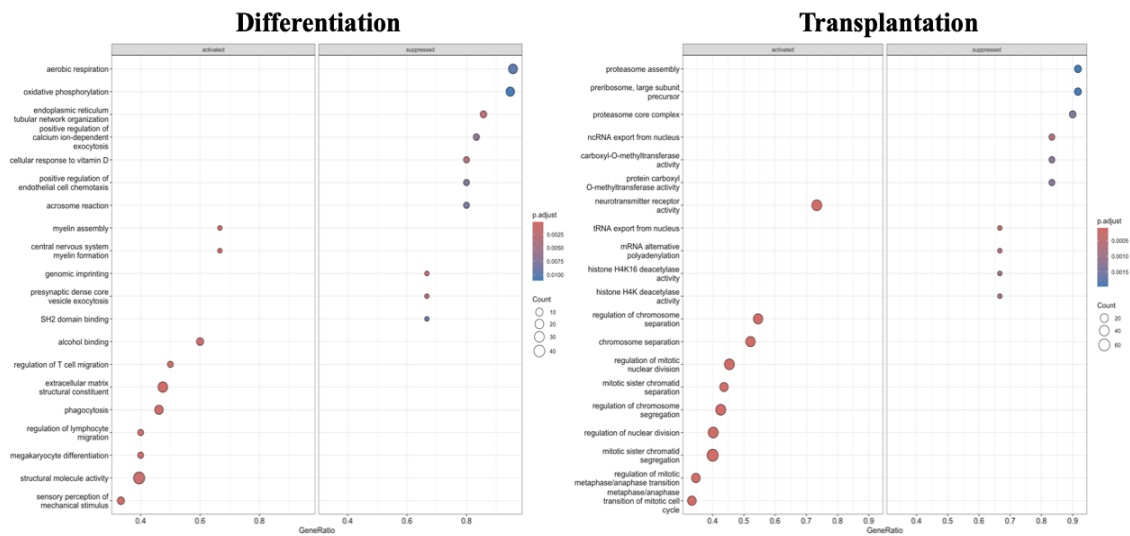 Differentiation
activated
suppressed
aerobic respiration
oxidative phosphorylation
endoplasmic reticulum
tubular network organization
positive regulation of
calcium ion-dependent
exocytosis
cellular response to vitamin D
positive regulation of
endothelial cell chemotaxis
acrosome reaction
myelin assembly
central nervous system
myelin formation
genomic imprinting
presynaptic dense core
vesicle exocytosis
SH2 domain binding
alcohol binding
regulation of T cell migration
extracellular matrix
structural constituent
phagocytosis
regulation of lymphocyte
migration
megakaryocyte differentiation
structural molecule activity
sensory perception of
mechanical stimulus
0.4 0.6 0.8 0.4 0.6 0.8
GeneRatio
p.adjust
0.0025
0.0050
0.0075
0.0100
Count
10
20
30
40
Transplantation
activated
suppressed
proteasome assembly
preribosome, large subunit
precursor
proteasome core complex
ncRNA export from nucleus
carboxyl-O-methyltransferase
activity
protein carboxyl
O-methyltransferase activity
neurotransmitter receptor
activity
tRNA export from nucleus
mRNA alternative
polyadenylation
histone H4K16 deacetylase
activity
histone H4K deacetylase
activity
regulation of chromosome
separation
chromosome separation
regulation of mitotic
nuclear division
mitotic sister chromatid
separation
regulation of chromosome
segregation
regulation of nuclear division
mitotic sister chromatid
segregation
regulation of mitotic
metaphase/anaphase transition
metaphase/anaphase
transition of mitotic cell
cycle
0.4 0.5 0.6 0.7 0.8 0.9 0.4 0.5 0.6 0.7 0.8 0.9
GeneRatio
p.adjust
0.0005
0.0010
0.0015
Count
20
40
60